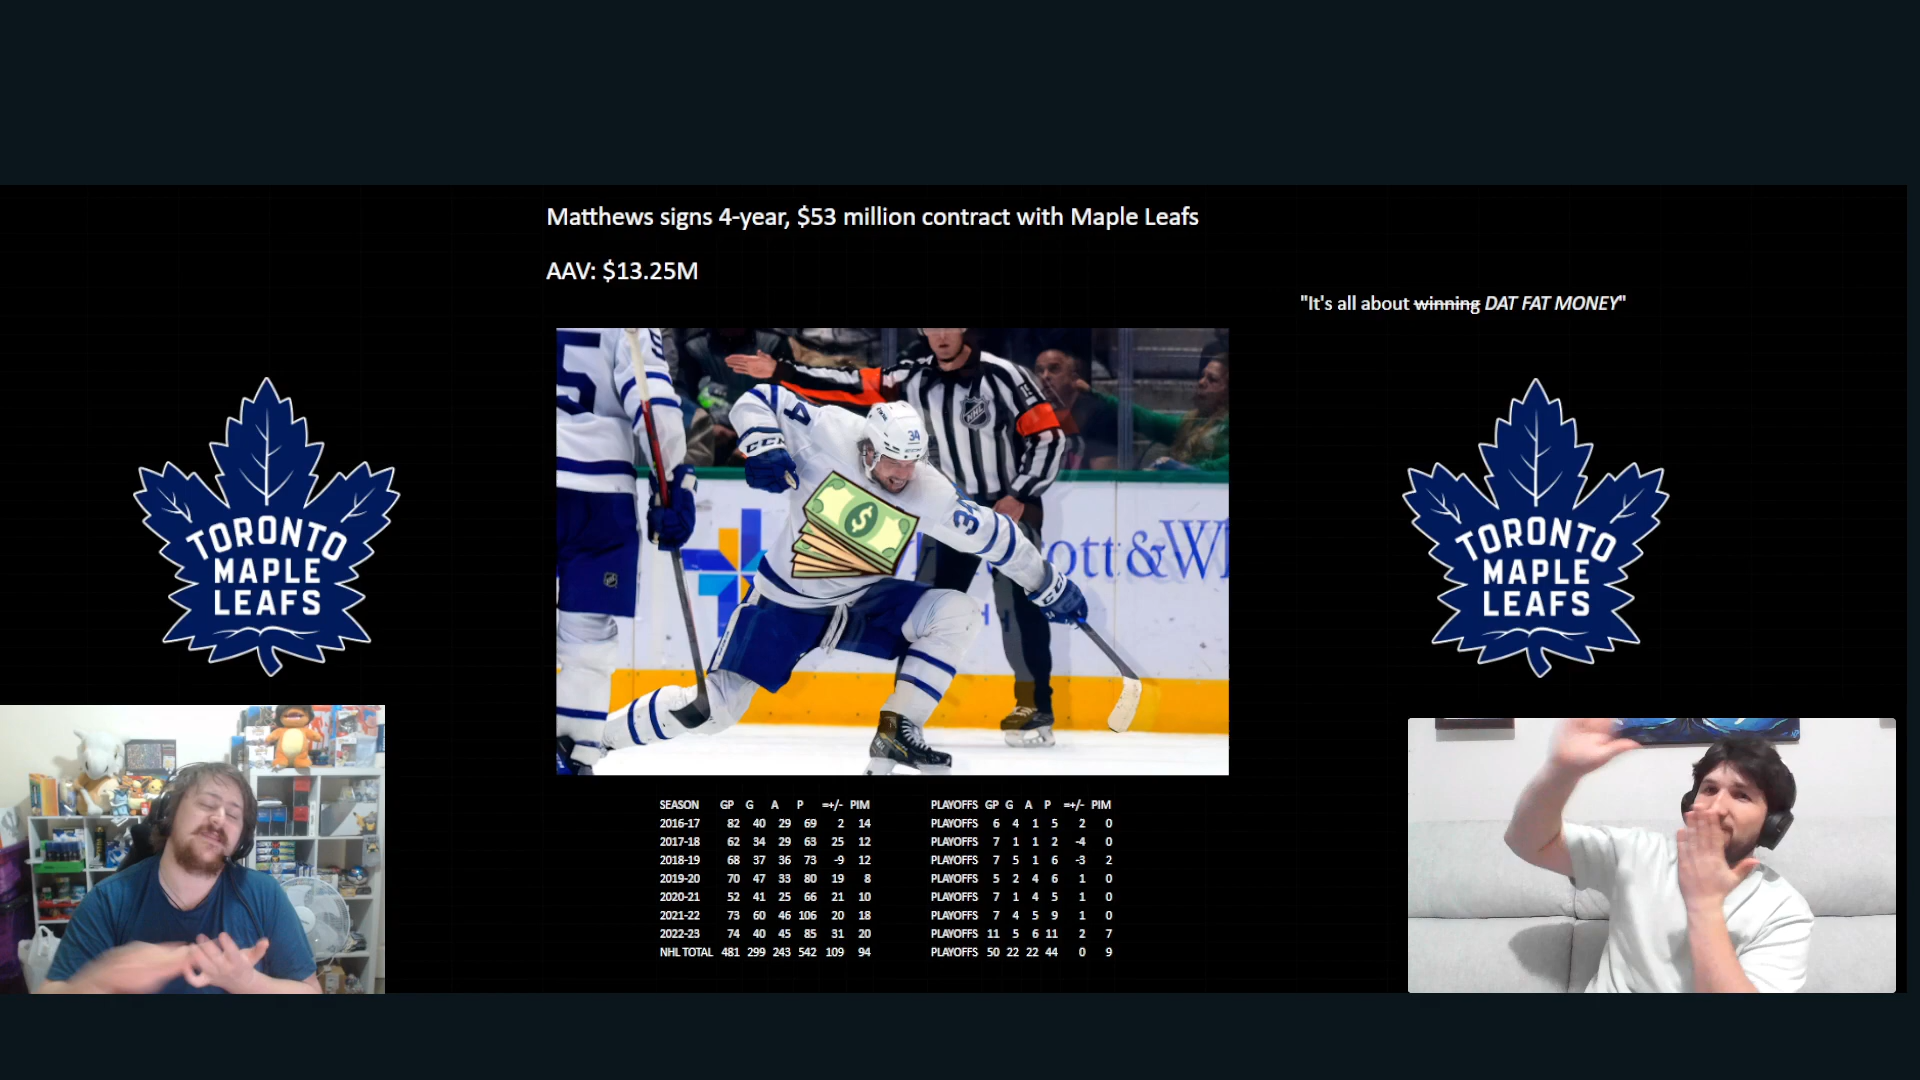 Matthews signs 4-year, $53 million contract with Maple Leafs
AAV: $13.25M
"It's all about winning DAT FAT MONEY"
TORONTO
MAPLE
LEAFS
TORONTO
MAPLE
LEAFS
34
34
34
5
CCM
CCM
NHL
ott&W
$
SEASON GP G A P =+/- PIM
2016-17 82 40 29 69 2 14
2017-18 62 34 29 63 25 12
2018-19 68 37 36 73 -9 12
2019-20 70 47 33 80 19 8
2020-21 52 41 25 66 21 10
2021-22 73 60 46 106 20 18
2022-23 74 40 45 85 31 20
NHL TOTAL 481 299 243 542 109 94
PLAYOFFS GP G A P =+/- PIM
PLAYOFFS 6 4 1 5 2 0
PLAYOFFS 7 1 1 2 -4 0
PLAYOFFS 7 5 1 6 -3 2
PLAYOFFS 5 2 4 6 1 0
PLAYOFFS 7 1 4 5 1 0
PLAYOFFS 7 4 5 9 1 0
PLAYOFFS 11 5 6 11 2 7
PLAYOFFS 50 22 22 44 0 9